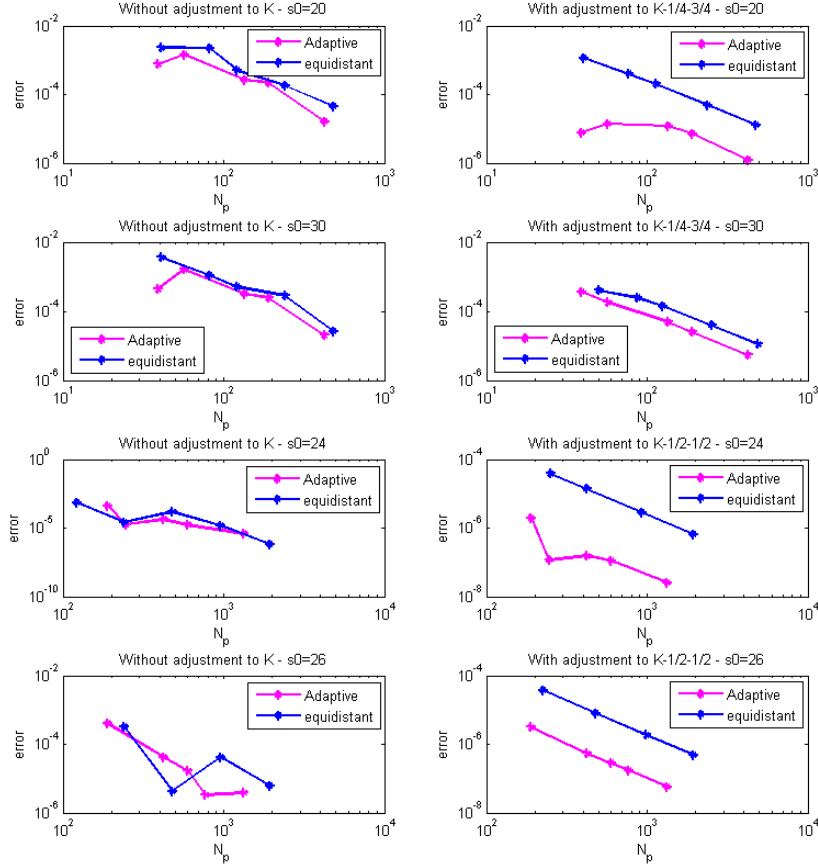 Without adjustment to K - s0=20
10^-2
10^-4
10^-6
error
10^1
10^2
10^3
N_p
Adaptive
equidistant
With adjustment to K-1/4-3/4 - s0=20
10^-2
10^-4
10^-6
error
10^1
10^2
10^3
N_p
Adaptive
equidistant
Without adjustment to K - s0=30
10^-2
10^-4
10^-6
error
10^1
10^2
10^3
N_p
Adaptive
equidistant
With adjustment to K-1/4-3/4 - s0=30
10^-2
10^-4
10^-6
error
10^1
10^2
10^3
N_p
Adaptive
equidistant
Without adjustment to K - s0=24
10^0
10^-5
10^-10
error
10^2
10^3
10^4
N_p
Adaptive
equidistant
With adjustment to K-1/2-1/2 - s0=24
10^-4
10^-6
10^-8
error
10^2
10^3
10^4
N_p
Adaptive
equidistant
Without adjustment to K - s0=26
10^-2
10^-4
10^-6
error
10^2
10^3
10^4
N_p
Adaptive
equidistant
With adjustment to K-1/2-1/2 - s0=26
10^-4
10^-6
10^-8
error
10^2
10^3
10^4
N_p
Adaptive
equidistant